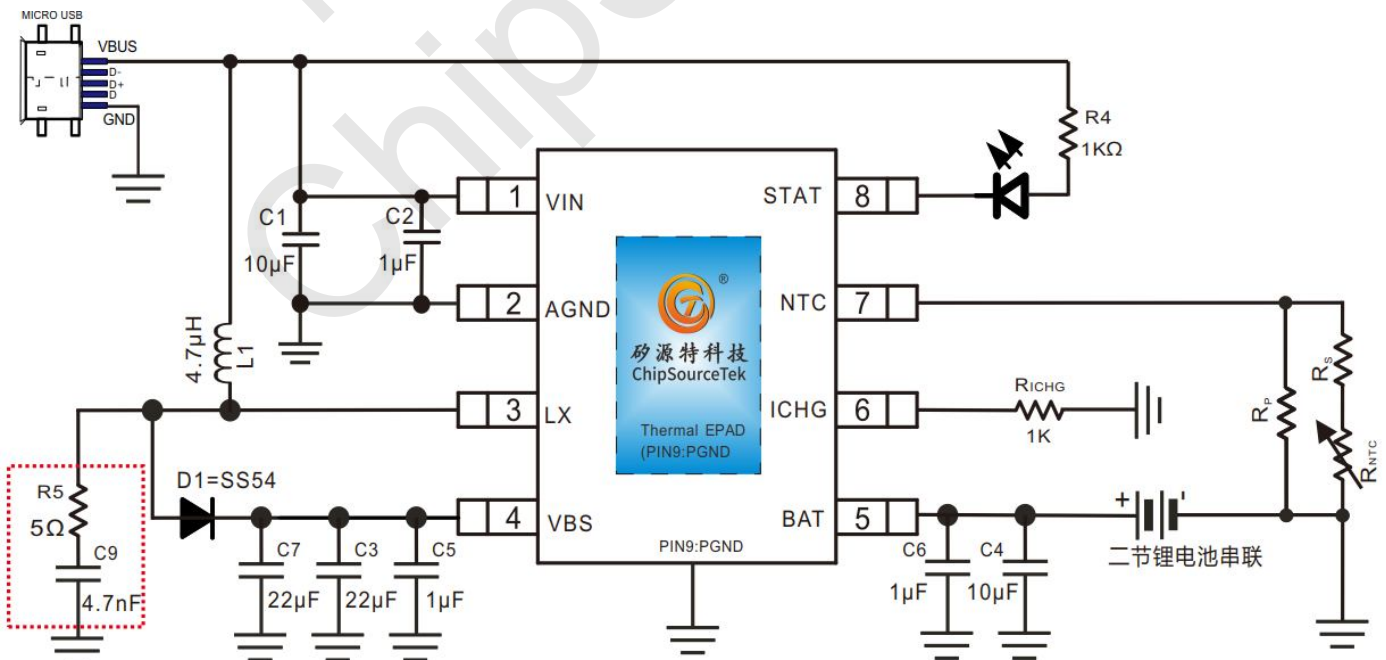 MICRO USB
VBUS
D-
D+
D
GND
R4
1KΩ
C1
10μF
C2
1μF
1 VIN
2 AGND
3 LX
4 VBS
STAT 8
NTC 7
ICHG 6
BAT 5
®
矽源特科技
ChipSourceTek
Thermal EPAD
(PIN9:PGND
PIN9:PGND
4.7μH
L1
R5
5Ω
C9
4.7nF
D1=SS54
C7
22μF
C3
22μF
C5
1μF
RICHG
1K
RP
RS
RNTC
C6
1μF
C4
10μF
+
-
二节锂电池串联
Chips